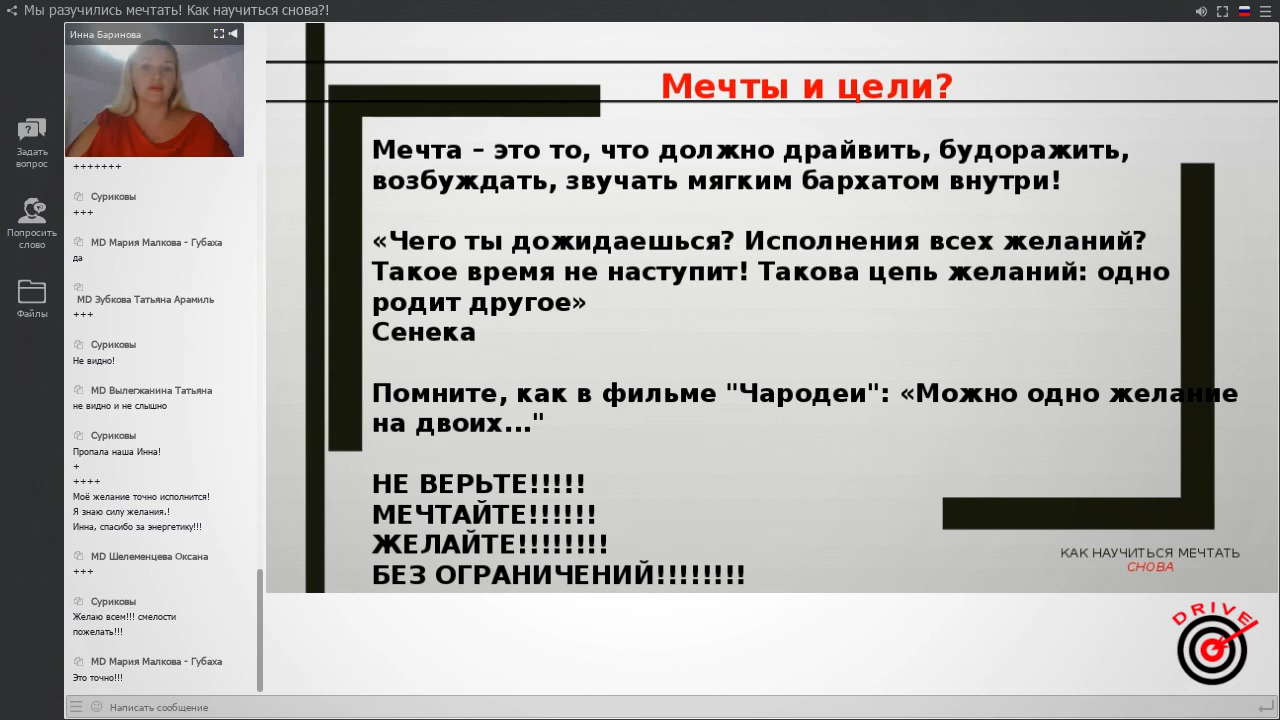 Мы разучились мечтать! Как научиться снова?!
Инна Баринова
Задать
вопрос
Попросить
слово
Файлы
+++++++
Суриковы
+++
MD Мария Малкова - Губаха
да
MD Зубкова Татьяна Арамиль
+++
Суриковы
Не видно!
MD Вылегжанина Татьяна
не видно и не слышно
Суриковы
Пропала наша Инна!
+
++++
Моё желание точно исполнится!
Я знаю силу желания.!
Инна, спасибо за энергетику!!!
MD Шелеменцева Оксана
+++
Суриковы
Желаю всем!!! смелости
пожелать!!!
MD Мария Малкова - Губаха
Это точно!!!
Написать сообщение
Мечты и цели?
Мечта – это то, что должно драйвить, будоражить,
возбуждать, звучать мягким бархатом внутри!
«Чего ты дожидаешься? Исполнения всех желаний?
Такое время не наступит! Такова цепь желаний: одно
родит другое»
Сенека
Помните, как в фильме "Чародеи": «Можно одно желание
на двоих..."
НЕ ВЕРЬТЕ!!!!!
МЕЧТАЙТЕ!!!!!!
ЖЕЛАЙТЕ!!!!!!!!
БЕЗ ОГРАНИЧЕНИЙ!!!!!!!!
КАК НАУЧИТЬСЯ МЕЧТАТЬ
СНОВА
DRIVE